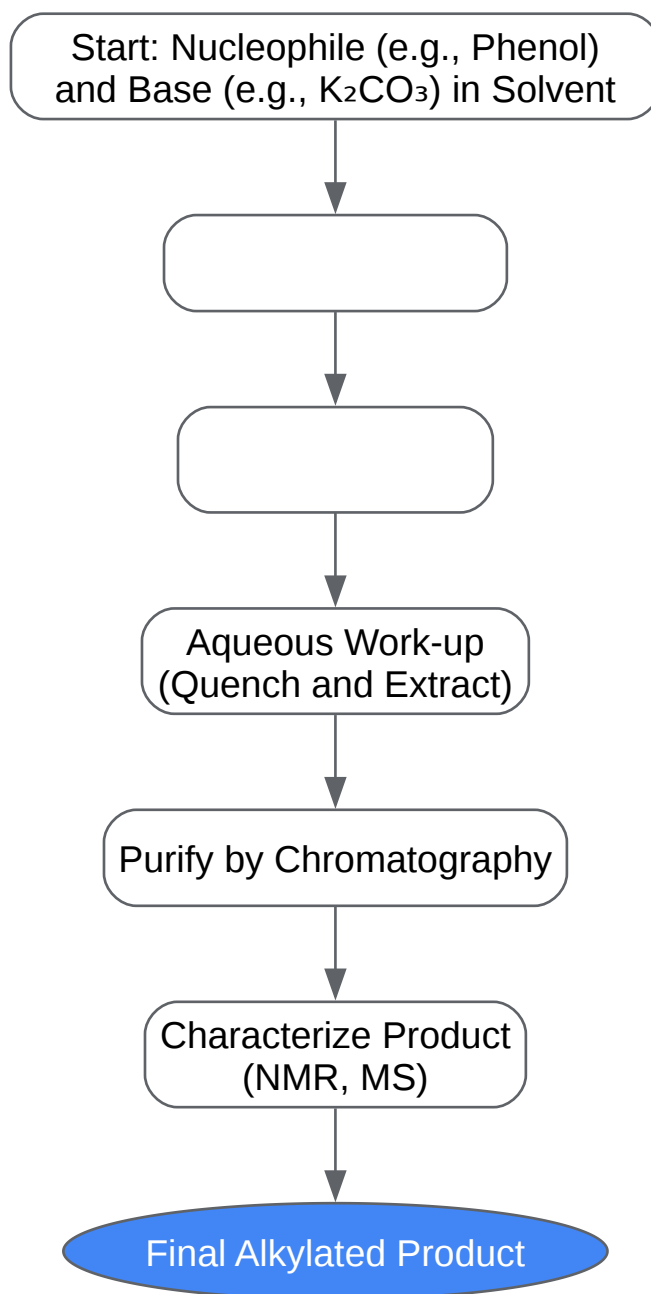 Start: Nucleophile (e.g., Phenol)
and Base (e.g., K₂CO₃) in Solvent
Aqueous Work-up
(Quench and Extract)
Purify by Chromatography
Characterize Product
(NMR, MS)
Final Alkylated Product